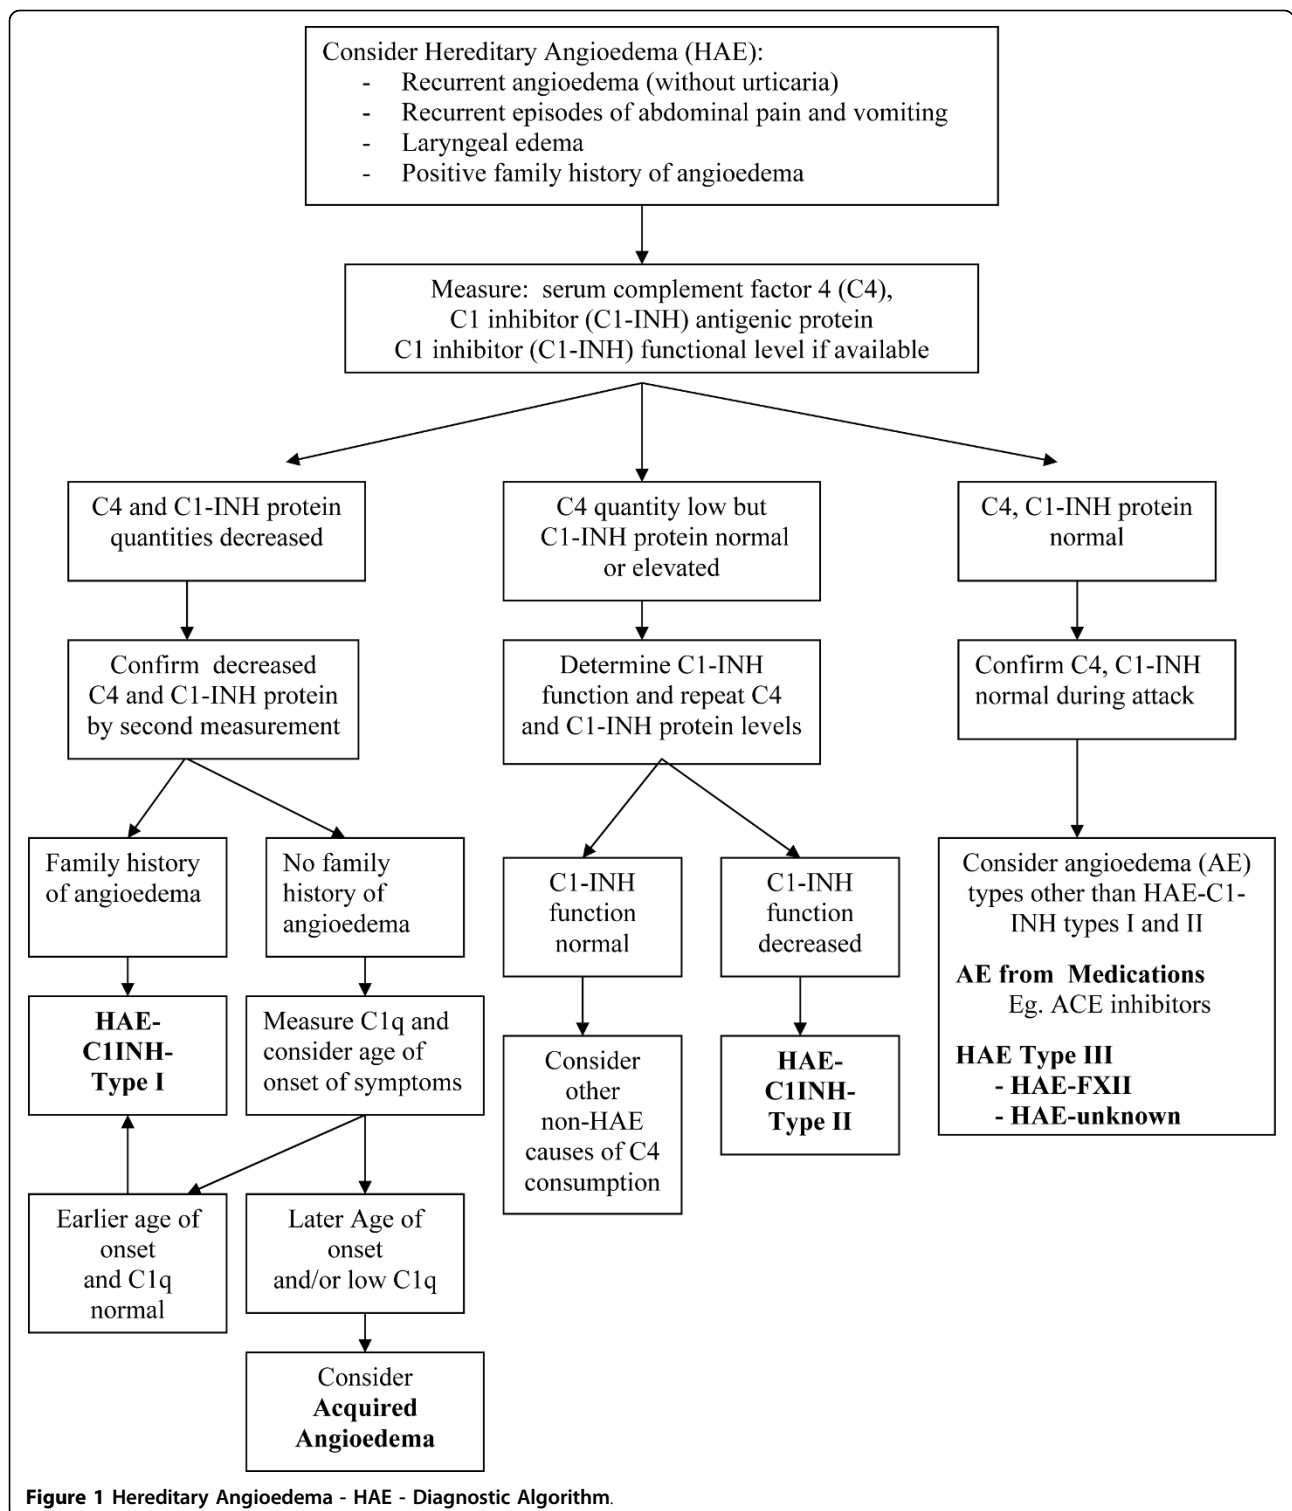 Consider Hereditary Angioedema (HAE):
- Recurrent angioedema (without urticaria)
- Recurrent episodes of abdominal pain and vomiting
- Laryngeal edema
- Positive family history of angioedema
Measure: serum complement factor 4 (C4),
C1 inhibitor (C1-INH) antigenic protein
C1 inhibitor (C1-INH) functional level if available
C4 and C1-INH protein
quantities decreased
C4 quantity low but
C1-INH protein normal
or elevated
C4, C1-INH protein
normal
Confirm decreased
C4 and C1-INH protein
by second measurement
Determine C1-INH
function and repeat C4
and C1-INH protein levels
Confirm C4, C1-INH
normal during attack
Family history
of angioedema
No family
history of
angioedema
C1-INH
function
normal
C1-INH
function
decreased
Consider angioedema (AE)
types other than HAE-C1-
INH types I and II
AE from Medications
Eg. ACE inhibitors
HAE Type III
- HAE-FXII
- HAE-unknown
HAE-
C1INH-
Type I
Measure C1q and
consider age of
onset of symptoms
Consider
other
non-HAE
causes of C4
consumption
HAE-
C1INH-
Type II
Earlier age of
onset
and C1q
normal
Later Age of
onset
and/or low C1q
Consider
Acquired
Angioedema
Figure 1 Hereditary Angioedema - HAE - Diagnostic Algorithm.